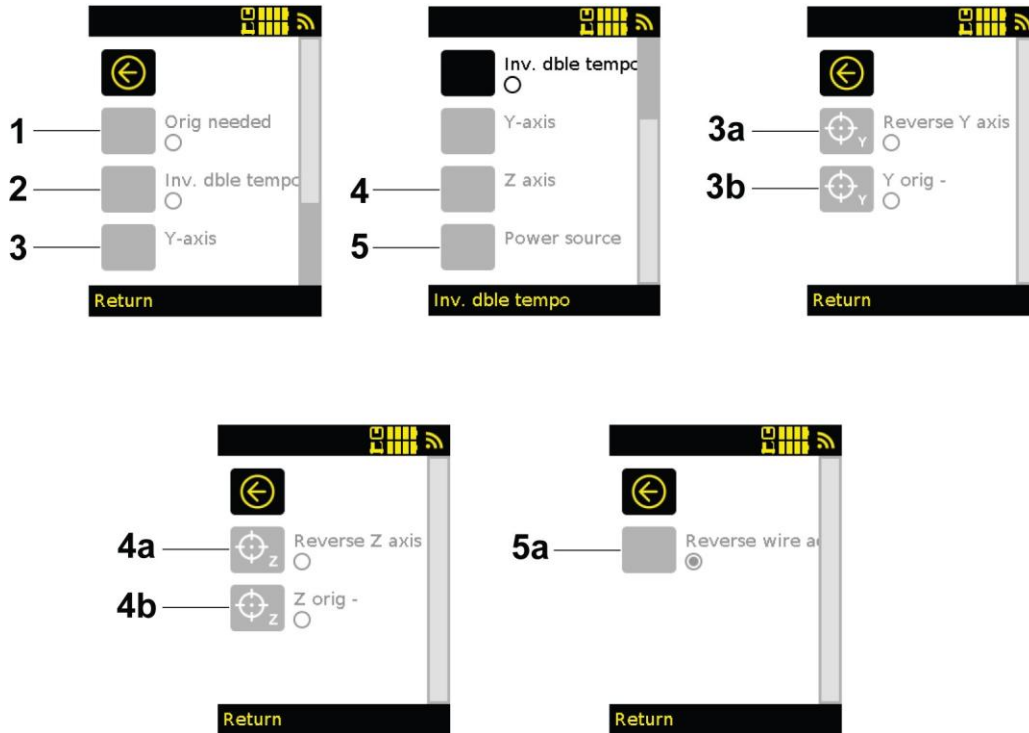 1
Orig needed
2
Inv. dble tempo
3
Y-axis
Return
Inv. dble tempo
Y-axis
4
Z axis
5
Power source
Inv. dble tempo
3a
Reverse Y axis
Y
3b
Y orig -
Y
Return
4a
Reverse Z axis
Z
4b
Z orig -
Z
Return
5a
Reverse wire a
Return